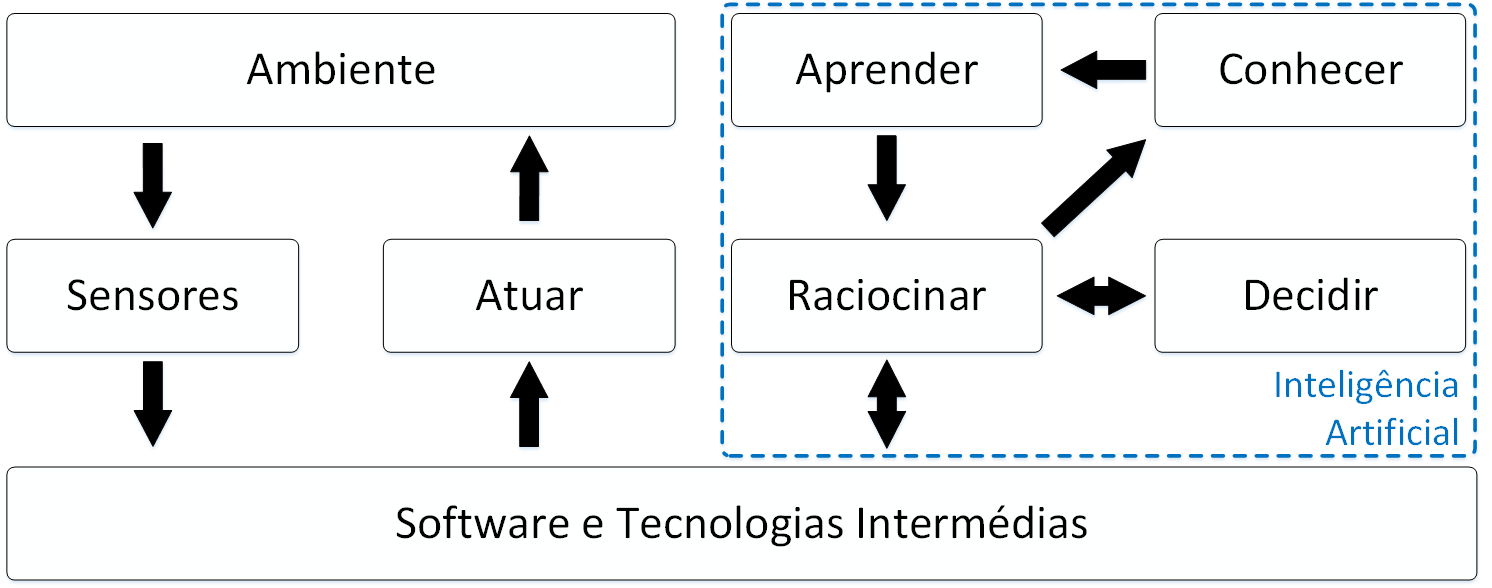 Ambiente
Aprender
Conhecer
Sensores
Atuar
Raciocinar
Decidir
Inteligência
Artificial
Software e Tecnologias Intermédias